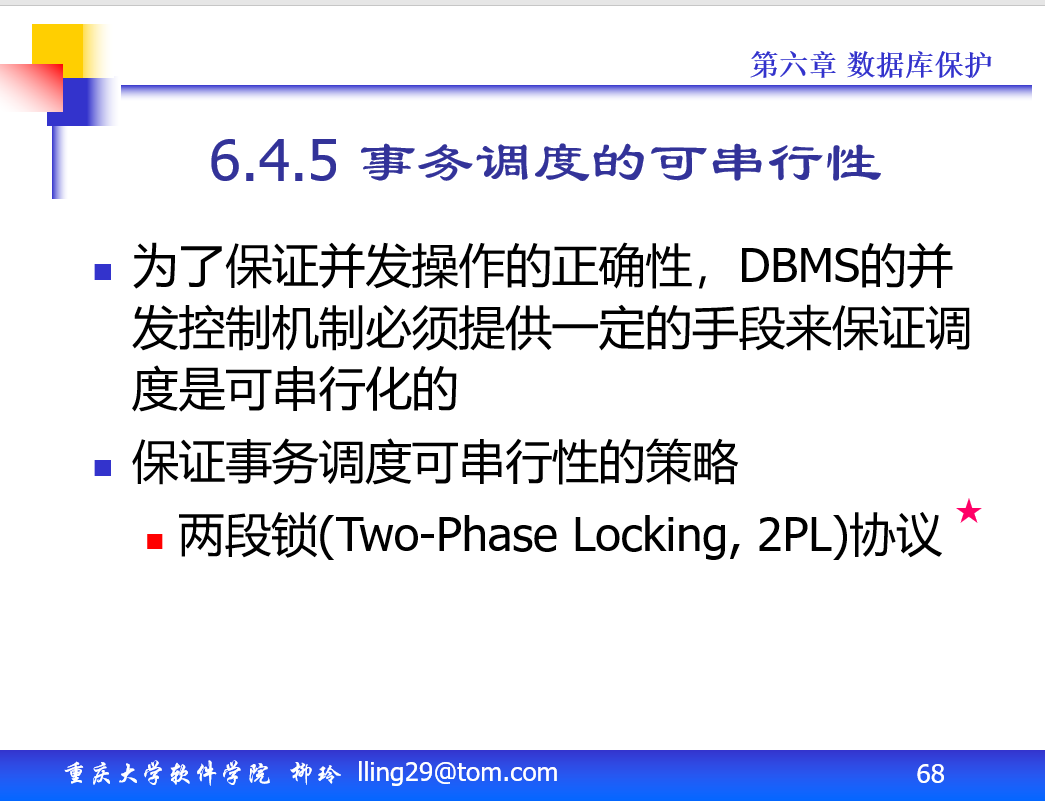 第六章 数据库保护
6.4.5 事务调度的可串行性
为了保证并发操作的正确性，DBMS的并
发控制机制必须提供一定的手段来保证调
度是可串行化的
保证事务调度可串行性的策略
两段锁(Two-Phase Locking, 2PL)协议
重庆大学软件学院 柳玲 lling29@tom.com 68